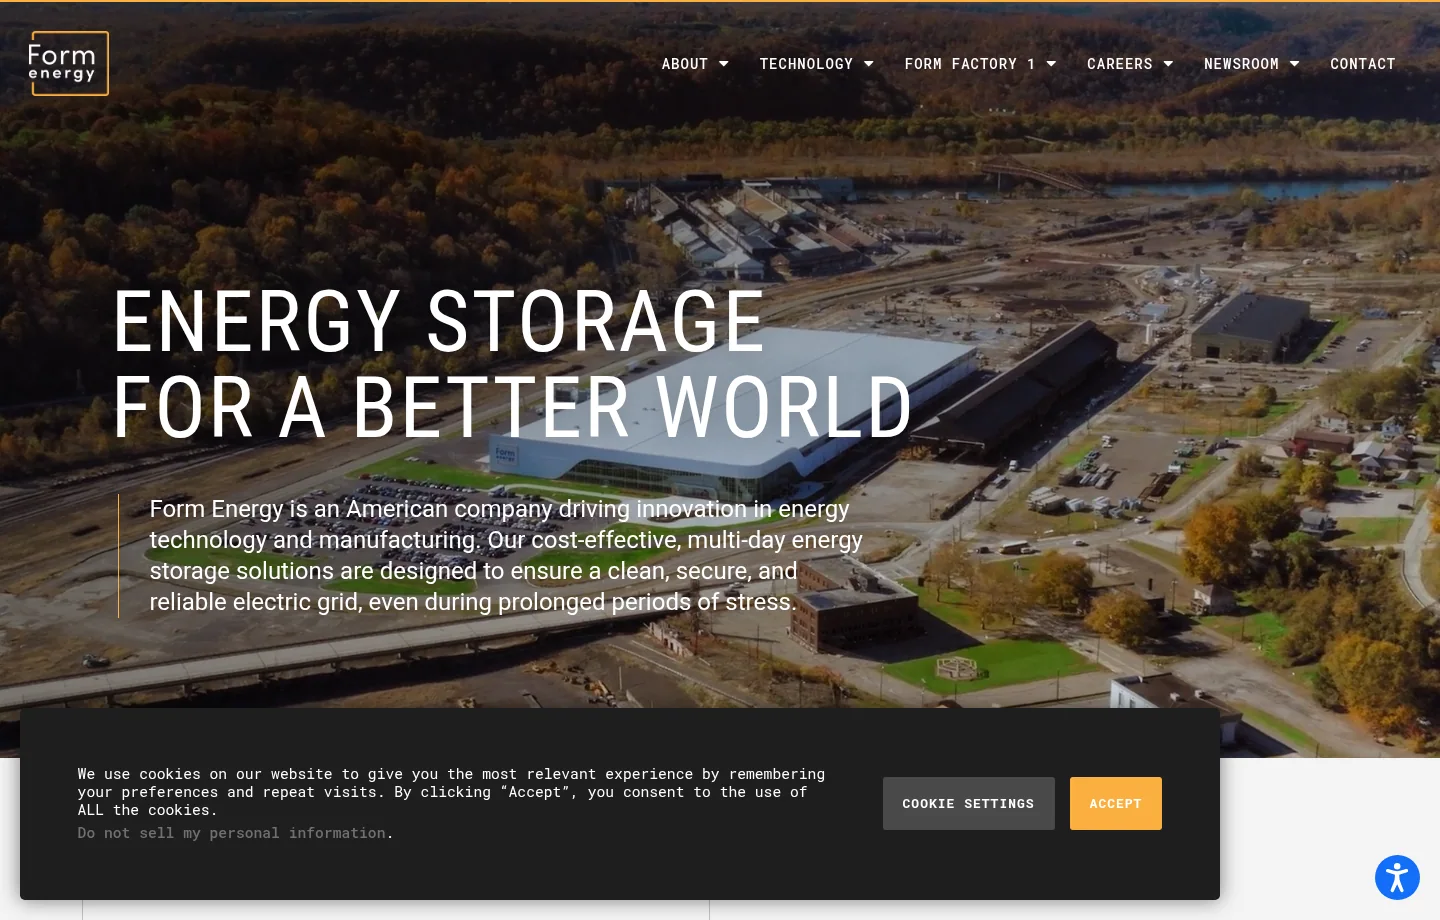 Form
energy
ABOUT
TECHNOLOGY
FORM FACTORY 1
CAREERS
NEWSROOM
CONTACT
ENERGY STORAGE
FOR A BETTER WORLD
Form
energy
Form Energy is an American company driving innovation in energy
technology and manufacturing. Our cost-effective, multi-day energy
storage solutions are designed to ensure a clean, secure, and
reliable electric grid, even during prolonged periods of stress.
We use cookies on our website to give you the most relevant experience by remembering
your preferences and repeat visits. By clicking “Accept”, you consent to the use of
ALL the cookies.
Do not sell my personal information.
COOKIE SETTINGS
ACCEPT